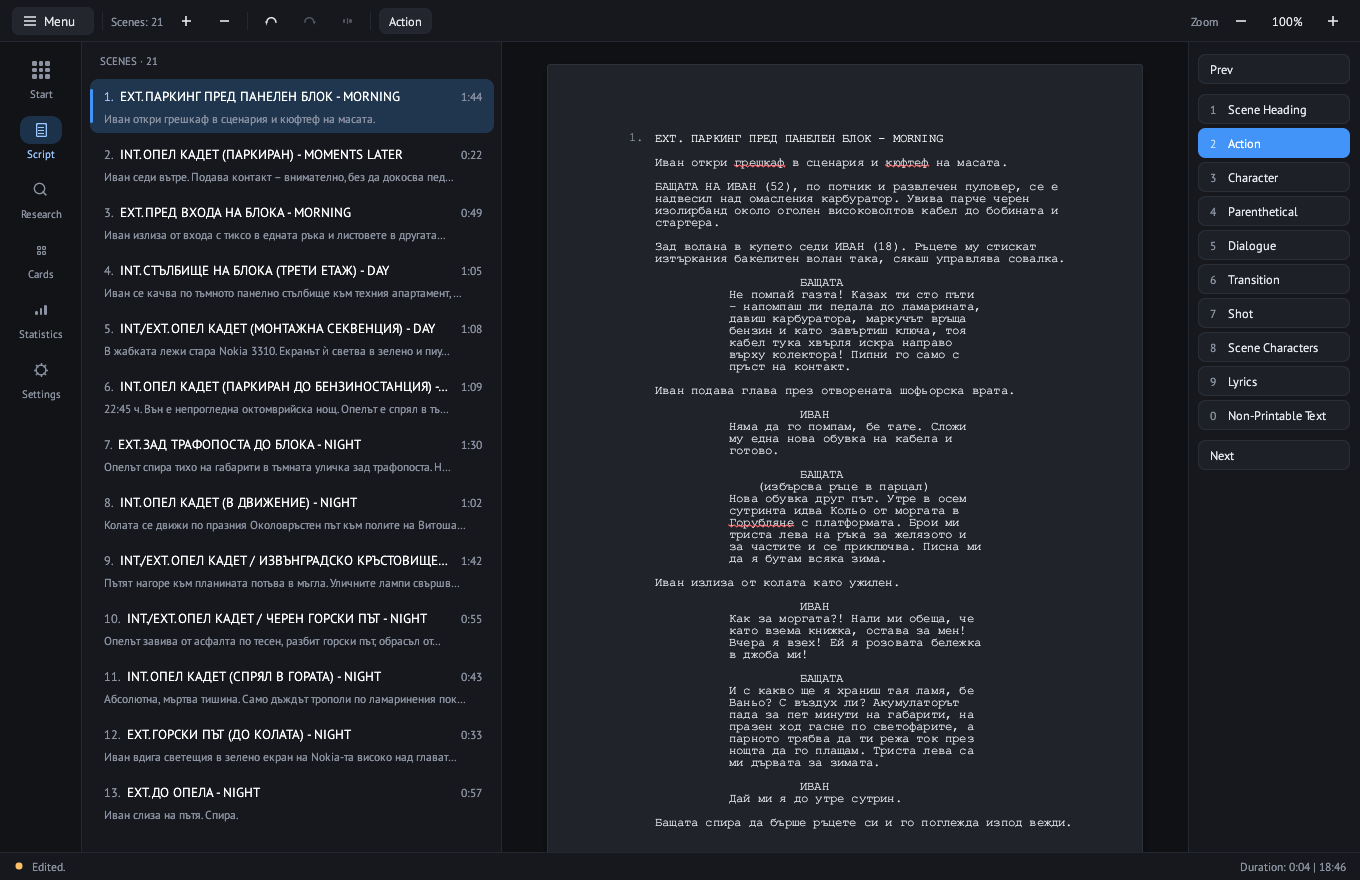 Menu
Scenes: 21
Action
Zoom
100%
Start
Script
Research
Cards
Statistics
Settings
SCENES · 21
1. EXT.ПАРКИНГ ПРЕД ПАНЕЛЕН БЛОК - MORNING 1:44
Иван откри грешкаф в сценария и кюфтеф на масата.
2. INT.ОПЕЛ КАДЕТ (ПАРКИРАН) - MOMENTS LATER 0:22
Иван седи вътре. Подава контакт – внимателно, без да докосва пед...
3. EXT.ПРЕД ВХОДА НА БЛОКА - MORNING 0:49
Иван излиза от входа с тиксо в едната ръка и листовете в другата...
4. INT.СТЪЛБИЩЕ НА БЛОКА (ТРЕТИ ЕТАЖ) - DAY 1:05
Иван се качва по тъмното панелно стълбище към техния апартамент, ...
5. INT./EXT.ОПЕЛ КАДЕТ (МОНТАЖНА СЕКВЕНЦИЯ) - DAY 1:08
В жабката лежи стара Nokia 3310. Екранът ѝ светва в зелено и пиу...
6. INT.ОПЕЛ КАДЕТ (ПАРКИРАН ДО БЕНЗИНОСТАНЦИЯ) -... 1:09
22:45 ч. Вън е непрогледна октомврийска нощ. Опелът е спрял в тъ...
7. EXT.ЗАД ТРАФОПОСТА ДО БЛОКА - NIGHT 1:30
Опелът спира тихо на габарити в тъмната уличка зад трафопоста. Н...
8. INT.ОПЕЛ КАДЕТ (В ДВИЖЕНИЕ) - NIGHT 1:02
Колата се движи по празния Околовръстен път към полите на Витоша...
9. INT./EXT.ОПЕЛ КАДЕТ / ИЗВЪНГРАДСКО КРЪСТОВИЩЕ... 1:42
Пътят нагоре към планината потъва в мъгла. Уличните лампи свършв...
10. INT./EXT.ОПЕЛ КАДЕТ / ЧЕРЕН ГОРСКИ ПЪТ - NIGHT 0:55
Опелът завива от асфалта по тесен, разбит горски път, обрасъл от...
11. INT.ОПЕЛ КАДЕТ (СПРЯЛ В ГОРАТА) - NIGHT 0:43
Абсолютна, мъртва тишина. Само дъждът трополи по ламаринения пок...
12. EXT.ГОРСКИ ПЪТ (ДО КОЛАТА) - NIGHT 0:33
Иван вдига светещия в зелено екран на Nokia-та високо над глават...
13. EXT.ДО ОПЕЛА - NIGHT 0:57
Иван слиза на пътя. Спира.
1. EXT. ПАРКИНГ ПРЕД ПАНЕЛЕН БЛОК - MORNING
Иван откри грешкаф в сценария и кюфтеф на масата.
БАЩАТА НА ИВАН (52), по потник и развлечен пуловер, се е
надвесил над омасления карбуратор. Увива парче черен
изолирбанд около оголен високоволтов кабел до бобината и
стартера.
Зад волана в купето седи ИВАН (18). Ръцете му стискат
изтъркания бакелитен волан така, сякаш управлява совалка.
БАЩАТА
Не помпай газта! Казах ти сто пъти
– напомпаш ли педала до ламарината,
давиш карбуратора, маркучът връща
бензин и като завъртиш ключа, тоя
кабел тука хвърля искра направо
върху колектора! Пипни го само с
пръст на контакт.
Иван подава глава през отворената шофьорска врата.
ИВАН
Няма да го помпам, бе тате. Сложи
му една нова обувка на кабела и
готово.
БАЩАТА
(избърсва ръце в парцал)
Нова обувка друг път. Утре в осем
сутринта идва Кольо от моргата в
Горубляне с платформата. Брои ми
триста лева на ръка за желязото и
за частите и се приключва. Писна ми
да я бутам всяка зима.
Иван излиза от колата като ужилен.
ИВАН
Как за моргата?! Нали ми обеща, че
като взема книжка, остава за мен!
Вчера я взех! Ей я розовата бележка
в джоба ми!
БАЩАТА
И с какво ще я храниш тая ламя, бе
Ваньо? С въздух ли? Акумулаторът
пада за пет минути на габарити, на
празен ход гасне по светофарите, а
парното трябва да ти режа ток през
нощта да го плащам. Триста лева са
ми дървата за зимата.
ИВАН
Дай ми я до утре сутрин.
Бащата спира да бърше ръцете си и го поглежда изпод вежди.
Prev
1 Scene Heading
2 Action
3 Character
4 Parenthetical
5 Dialogue
6 Transition
7 Shot
8 Scene Characters
9 Lyrics
0 Non-Printable Text
Next
Edited.
Duration: 0:04 | 18:46